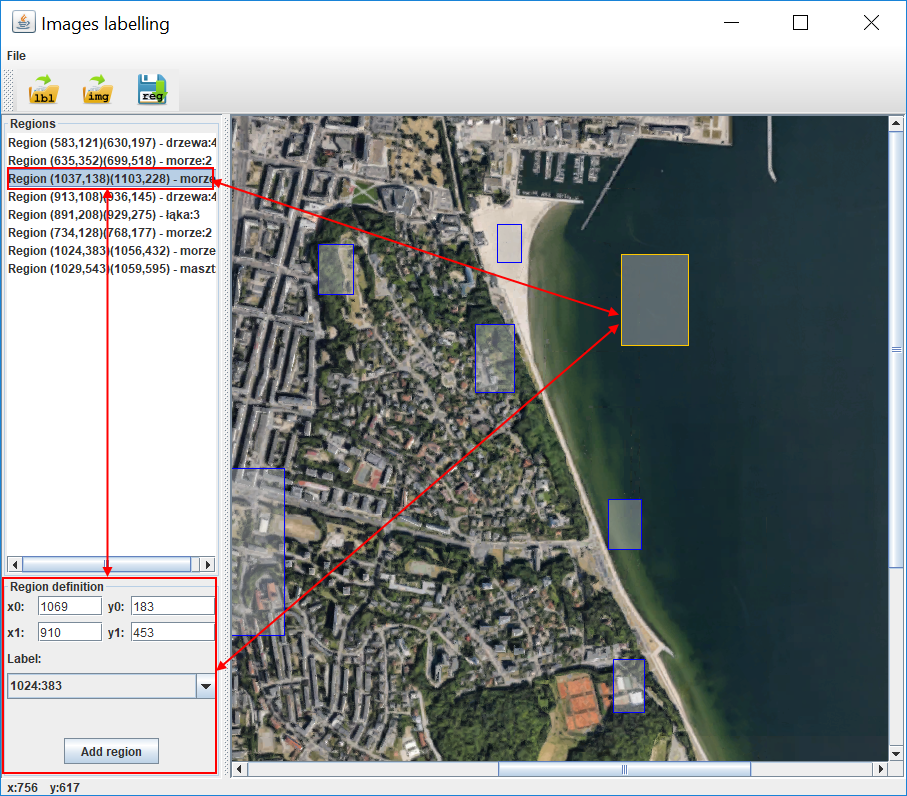 Images labelling
File
lbl img reg
Regions
Region (583,121)(630,197) - drzewa:4
Region (635,352)(699,518) - morze:2
Region (1037,138)(1103,228) - morze
Region (913,108)(936,145) - drzewa:4
Region (891,208)(929,275) - łąka:3
Region (734,128)(768,177) - morze:2
Region (1024,383)(1056,432) - morze
Region (1029,543)(1059,595) - maszt
Region definition
x0: 1069 y0: 183
x1: 910 y1: 453
Label:
1024:383
Add region
x:756 y:617